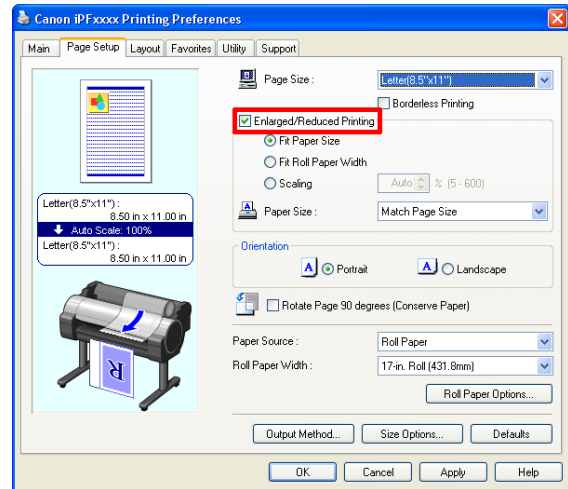 Canon iPFxxxx Printing Preferences
Main Page Setup Layout Favorites Utility Support
Page Size : Letter(8.5"x11")
Borderless Printing
Enlarged/Reduced Printing
Fit Paper Size
Fit Roll Paper Width
Scaling Auto % (5 - 600)
Paper Size : Match Page Size
Letter(8.5"x11") :
8.50 in x 11.00 in
Auto Scale: 100%
Letter(8.5"x11") :
8.50 in x 11.00 in
Orientation
A Portrait A Landscape
Rotate Page 90 degrees (Conserve Paper)
Paper Source : Roll Paper
Roll Paper Width : 17-in. Roll (431.8mm)
R
Roll Paper Options...
Output Method... Size Options... Defaults
OK Cancel Apply Help